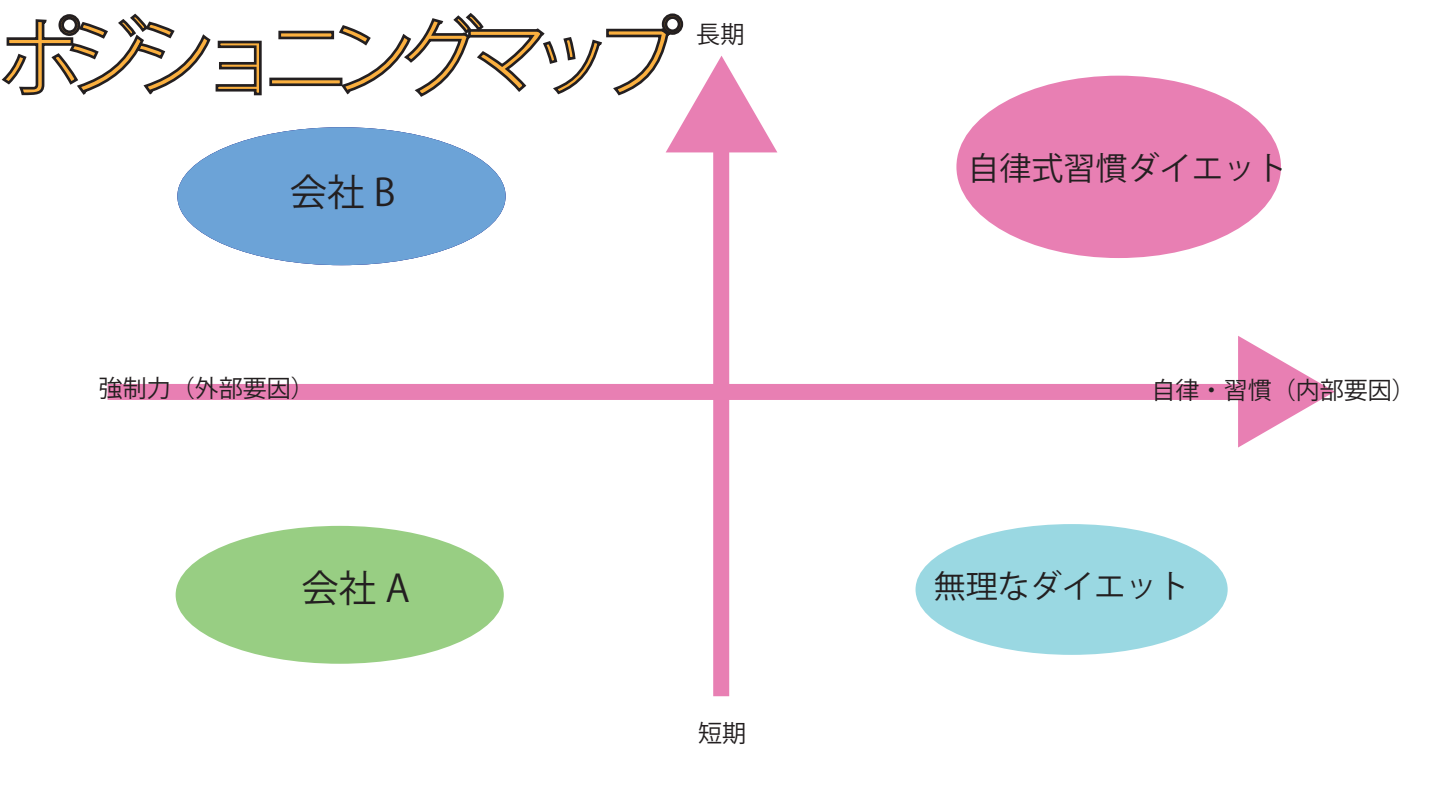 ポジショニングマップ
長期
会社 B
自律式習慣ダイエット
強制力（外部要因）
自律・習慣（内部要因）
会社 A
無理なダイエット
短期